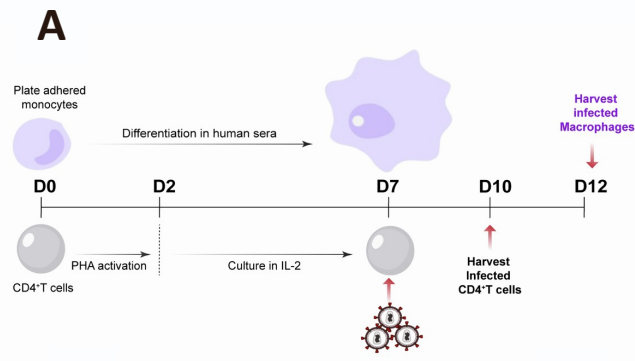 A
Plate adhered
monocytes
Differentiation in human sera
Harvest
infected
Macrophages
D0
D2
D7
D10
D12
PHA activation
Culture in IL-2
CD4⁺T cells
Harvest
Infected
CD4⁺T cells